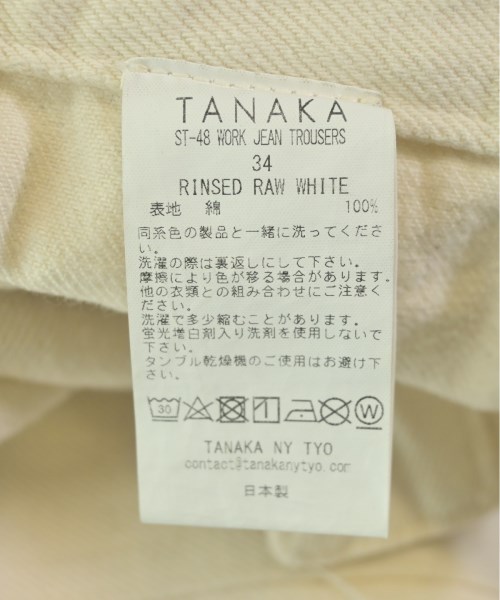 TANAKA
ST-48 WORK JEAN TROUSERS
34
RINSED RAW WHITE
表地 綿 100%
同系色の製品と一緒に洗ってくださ
い。
洗濯の際は裏返しにして下さい。
摩擦により色が移る場合があります。
他の衣類との組み合わせにご注意く
ださい。
洗濯で多少縮むことがあります。
蛍光増白剤入り洗剤を使用しないで
下さい。
タンブル乾燥機のご使用はお避け下
さい。
30 W
TANAKA NY TYO
contact@tanakanytyo.com
日本製